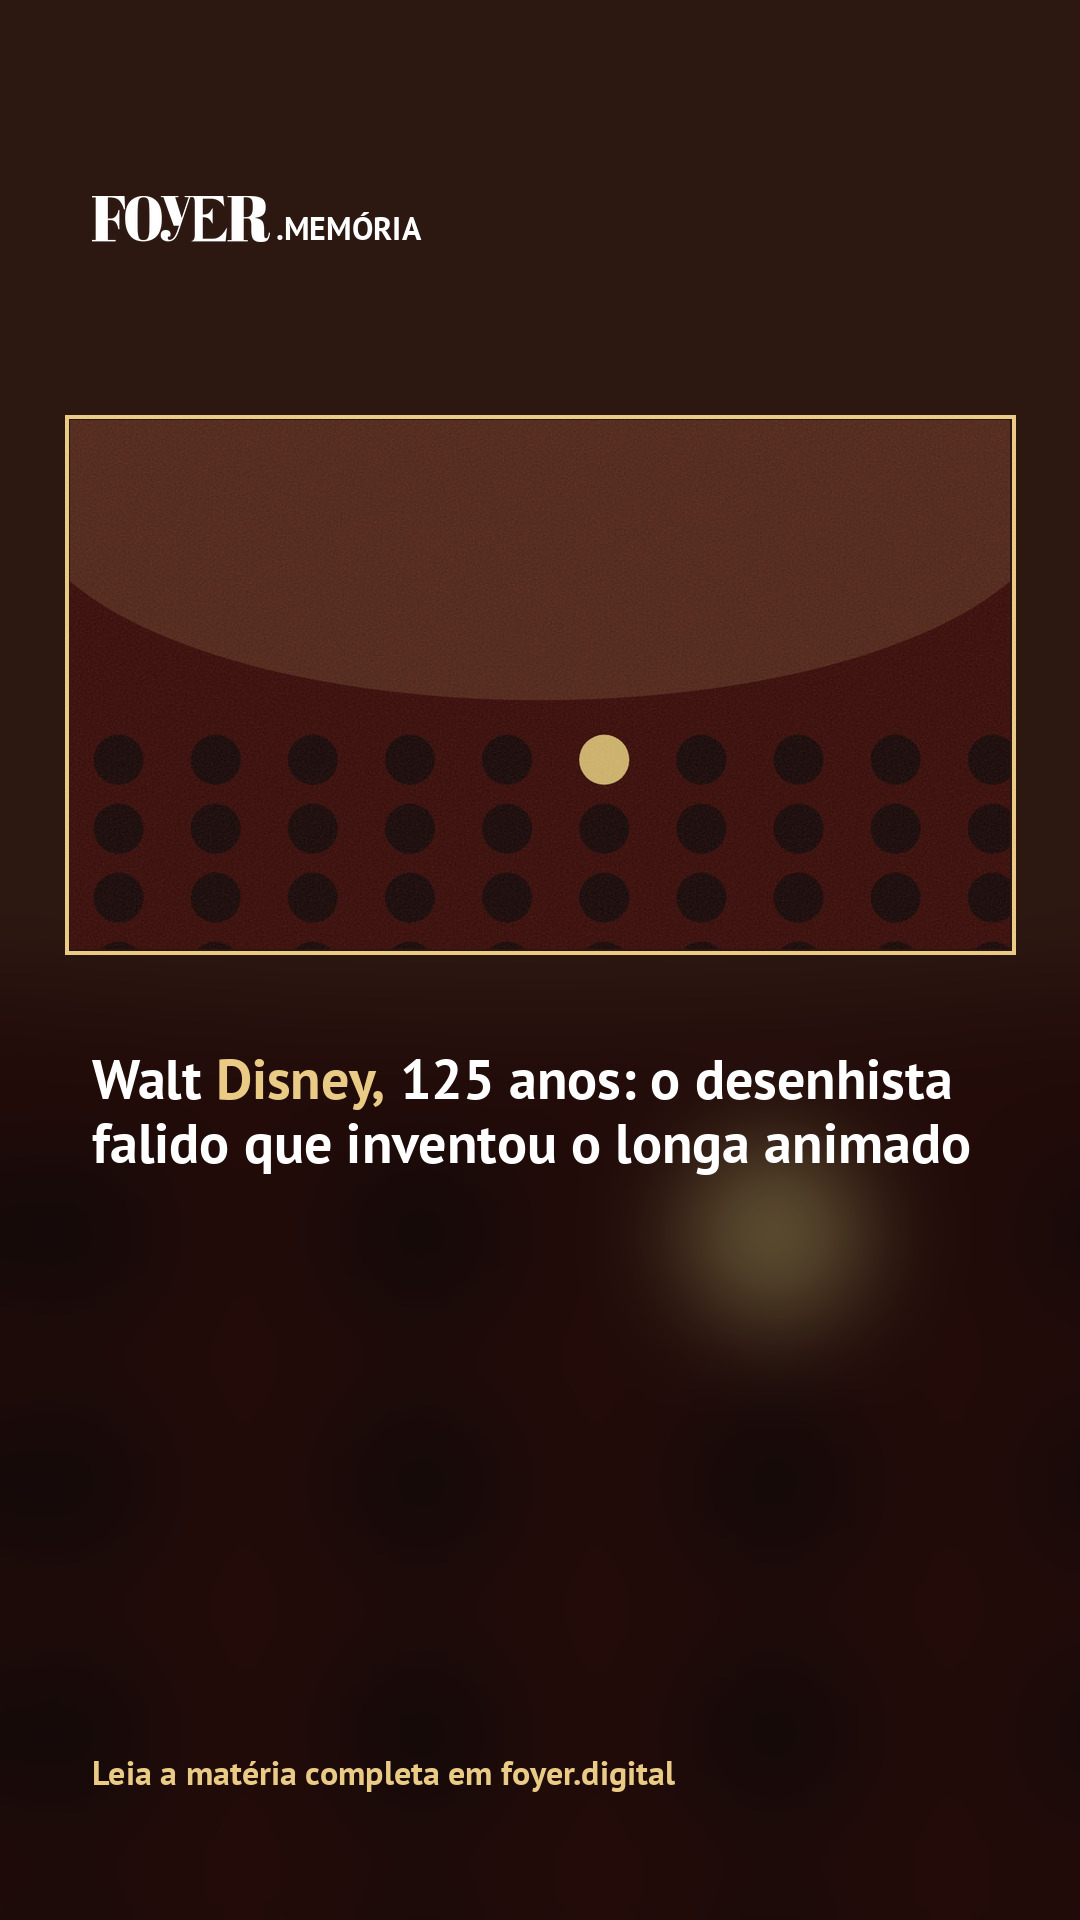 FOYER .MEMÓRIA
Walt Disney, 125 anos: o desenhista
falido que inventou o longa animado
Leia a matéria completa em foyer.digital